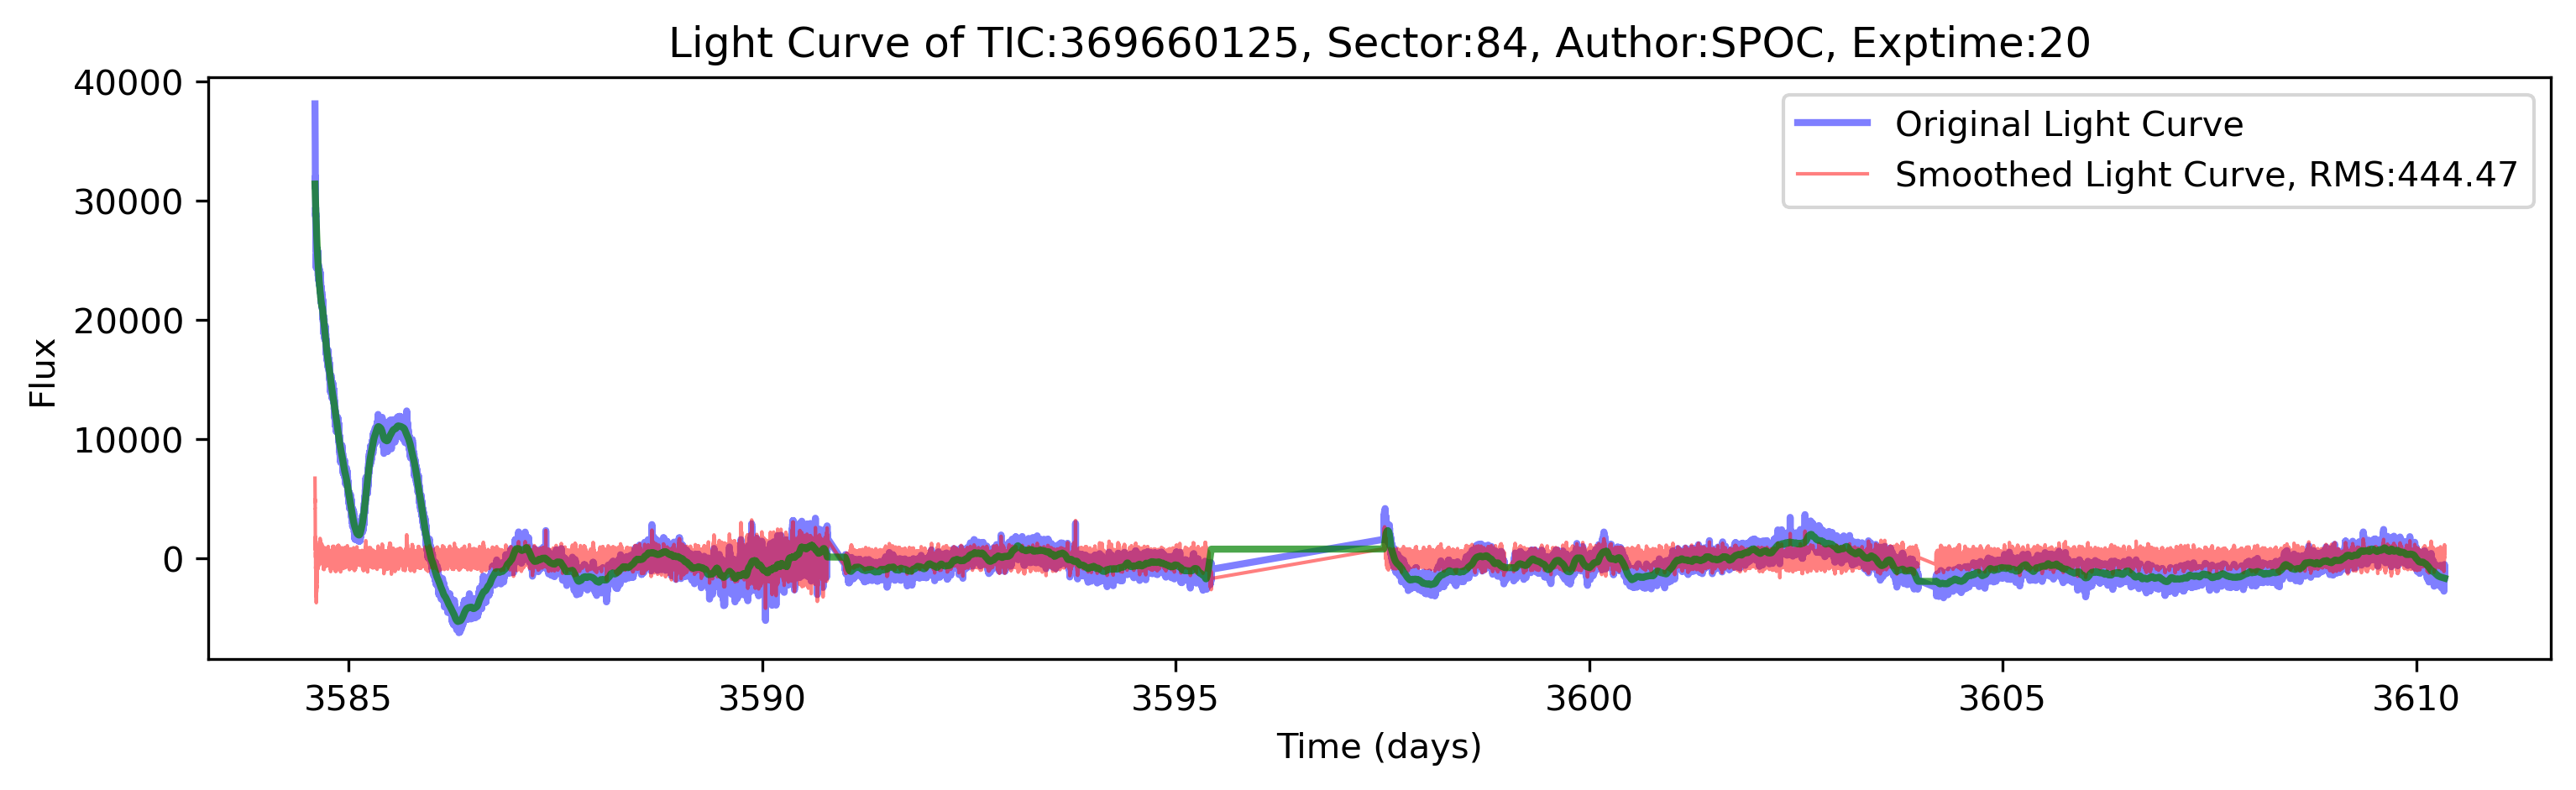 Light Curve of TIC:369660125, Sector:84, Author:SPOC, Exptime:20
40000
30000
20000
10000
0
Flux
Original Light Curve
Smoothed Light Curve, RMS:444.47
3585 3590 3595 3600 3605 3610
Time (days)